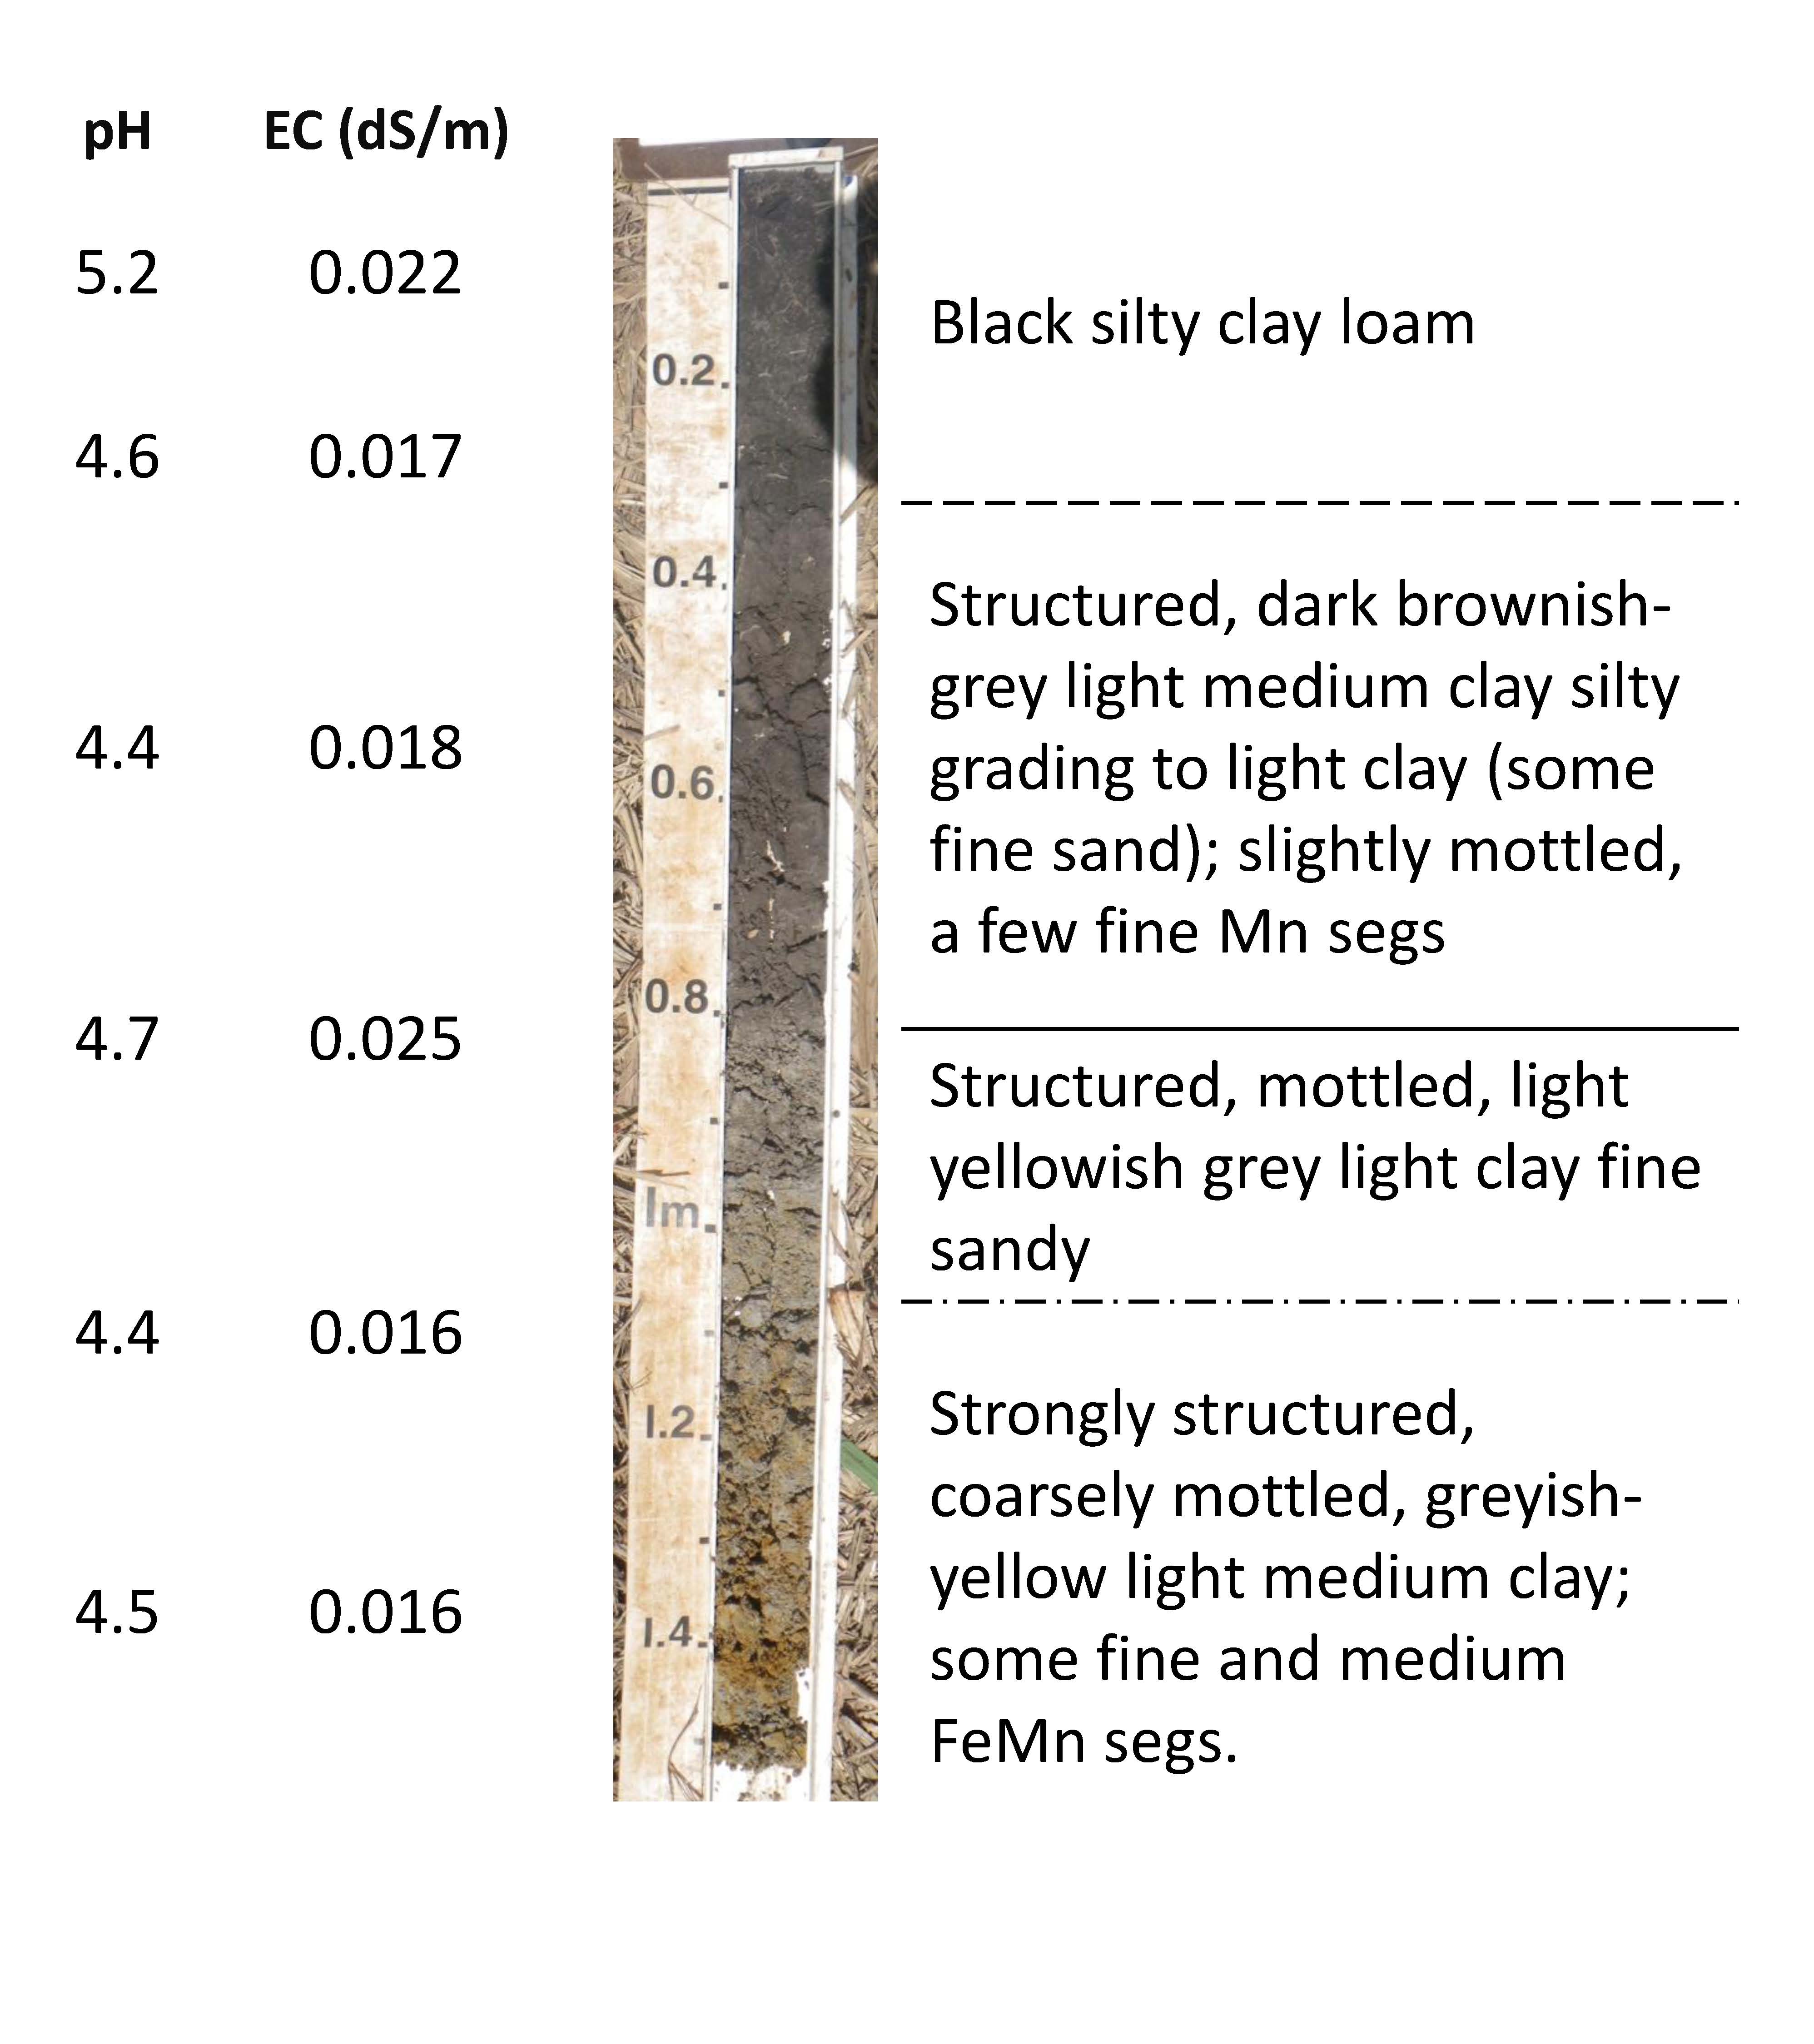 pH EC (dS/m)
5.2 0.022
Black silty clay loam
0.2
4.6 0.017
0.4
Structured, dark brownish-
grey light medium clay silty
4.4 0.018
grading to light clay (some
0.6
fine sand); slightly mottled,
a few fine Mn segs
0.8
4.7 0.025
Structured, mottled, light
yellowish grey light clay fine
1m
sandy
4.4 0.016
Strongly structured,
1.2
coarsely mottled, greyish-
yellow light medium clay;
4.5 0.016
1.4
some fine and medium
FeMn segs.